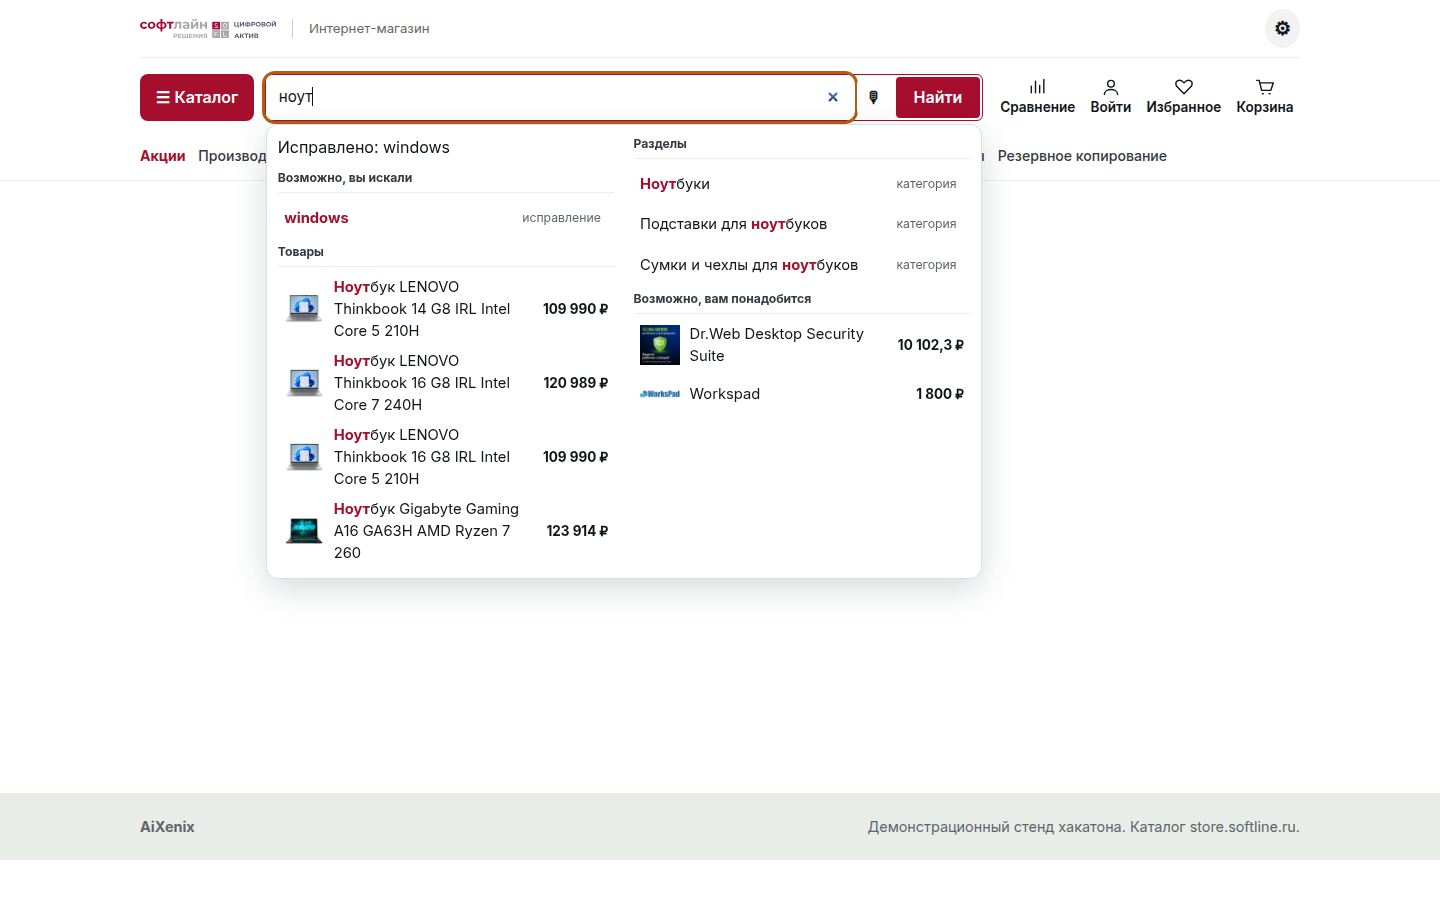 софтлайн
РЕШЕНИЯ
SOFL
ЦИФРОВОЙ
АКТИВ
Интернет-магазин
☰ Каталог
ноут
×
Найти
Сравнение
Войти
Избранное
Корзина
Акции
Производ
Резервное копирование
Исправлено: windows
Возможно, вы искали
windows исправление
Товары
Ноутбук LENOVO
Thinkbook 14 G8 IRL Intel
Core 5 210H
109 990 ₽
Ноутбук LENOVO
Thinkbook 16 G8 IRL Intel
Core 7 240H
120 989 ₽
Ноутбук LENOVO
Thinkbook 16 G8 IRL Intel
Core 5 210H
109 990 ₽
Ноутбук Gigabyte Gaming
A16 GA63H AMD Ryzen 7
260
123 914 ₽
Разделы
Ноутбуки категория
Подставки для ноутбуков категория
Сумки и чехлы для ноутбуков категория
Возможно, вам понадобится
Dr.WEB
Dr.Web Desktop Security
Suite
10 102,3 ₽
WorksPad
Workspad
1 800 ₽
AiXenix
Демонстрационный стенд хакатона. Каталог store.softline.ru.